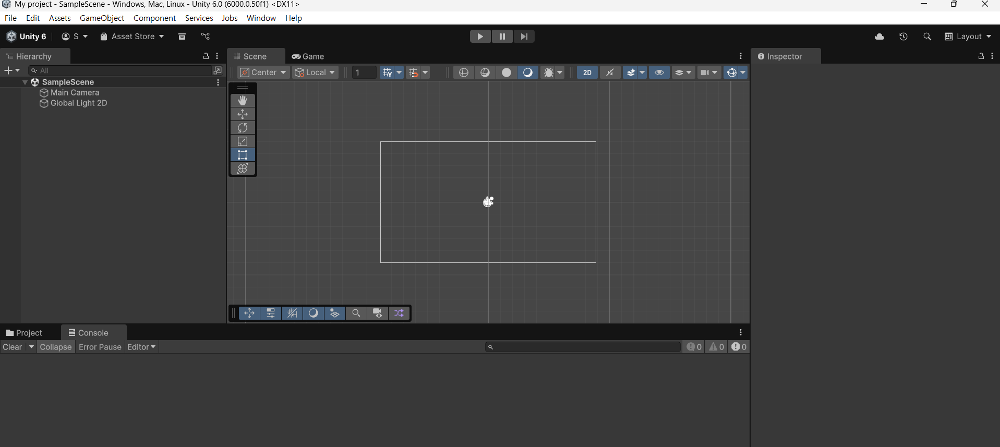 My project - SampleScene - Windows, Mac, Linux - Unity 6.0 (6000.0.50f1) <DX11>
File Edit Assets GameObject Component Services Jobs Window Help
Unity 6 S Asset Store Layout
Hierarchy Scene Game Inspector
All Center Local 1 2D
SampleScene
Main Camera
Global Light 2D
Project Console
Clear Collapse Error Pause Editor 0 0 0